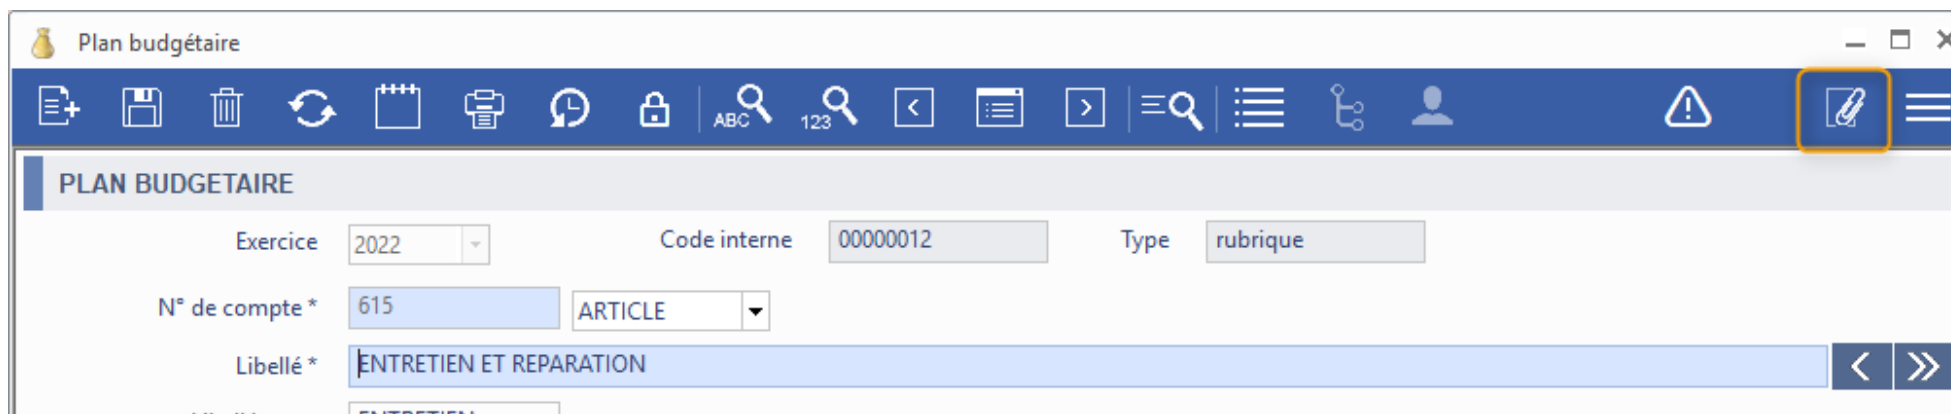 Plan budgétaire
ABC 123
PLAN BUDGETAIRE
Exercice 2022 Code interne 00000012 Type rubrique
N° de compte * 615 ARTICLE
Libellé * ENTRETIEN ET REPARATION